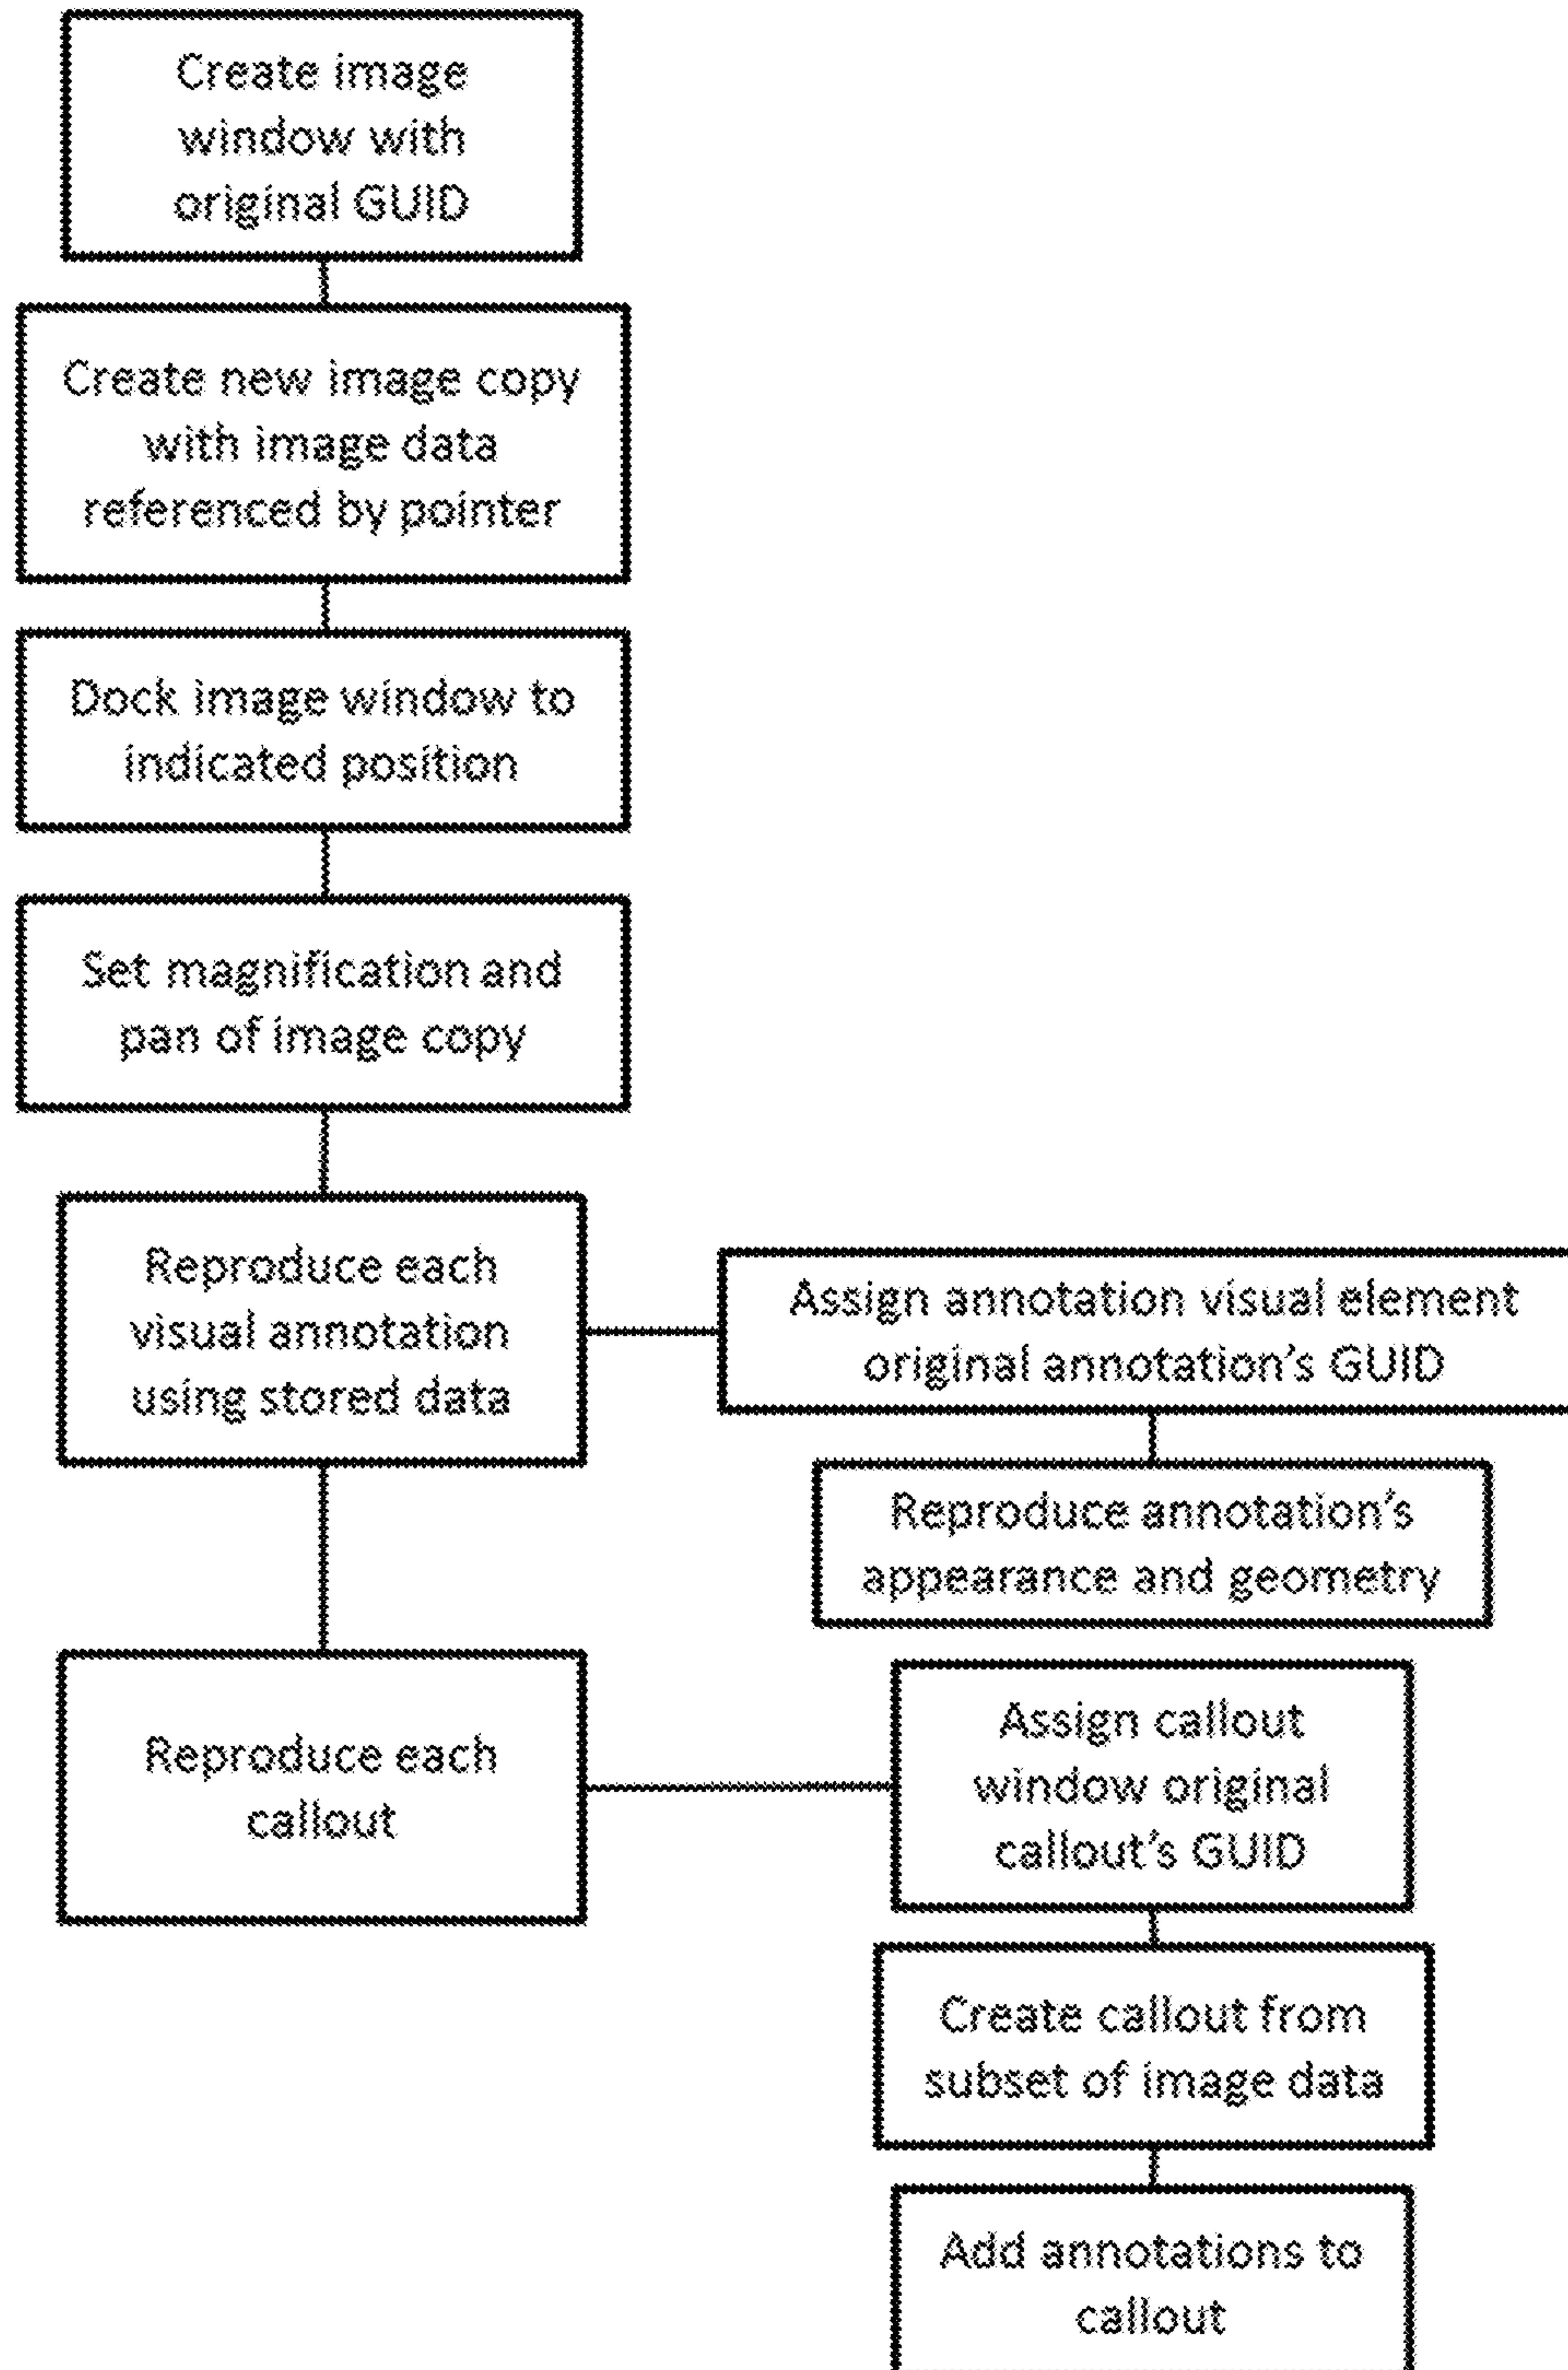 Create image
window with
original GUID
Create new image copy
with image data
referenced by pointer
Dock image window to
indicated position
Set magnification and
pan of image copy
Reproduce each
visual annotation
using stored data
Assign annotation visual element
original annotation's GUID
Reproduce annotation's
appearance and geometry
Reproduce each
callout
Assign callout
window original
callout's GUID
Create callout from
subset of image data
Add annotations to
callout